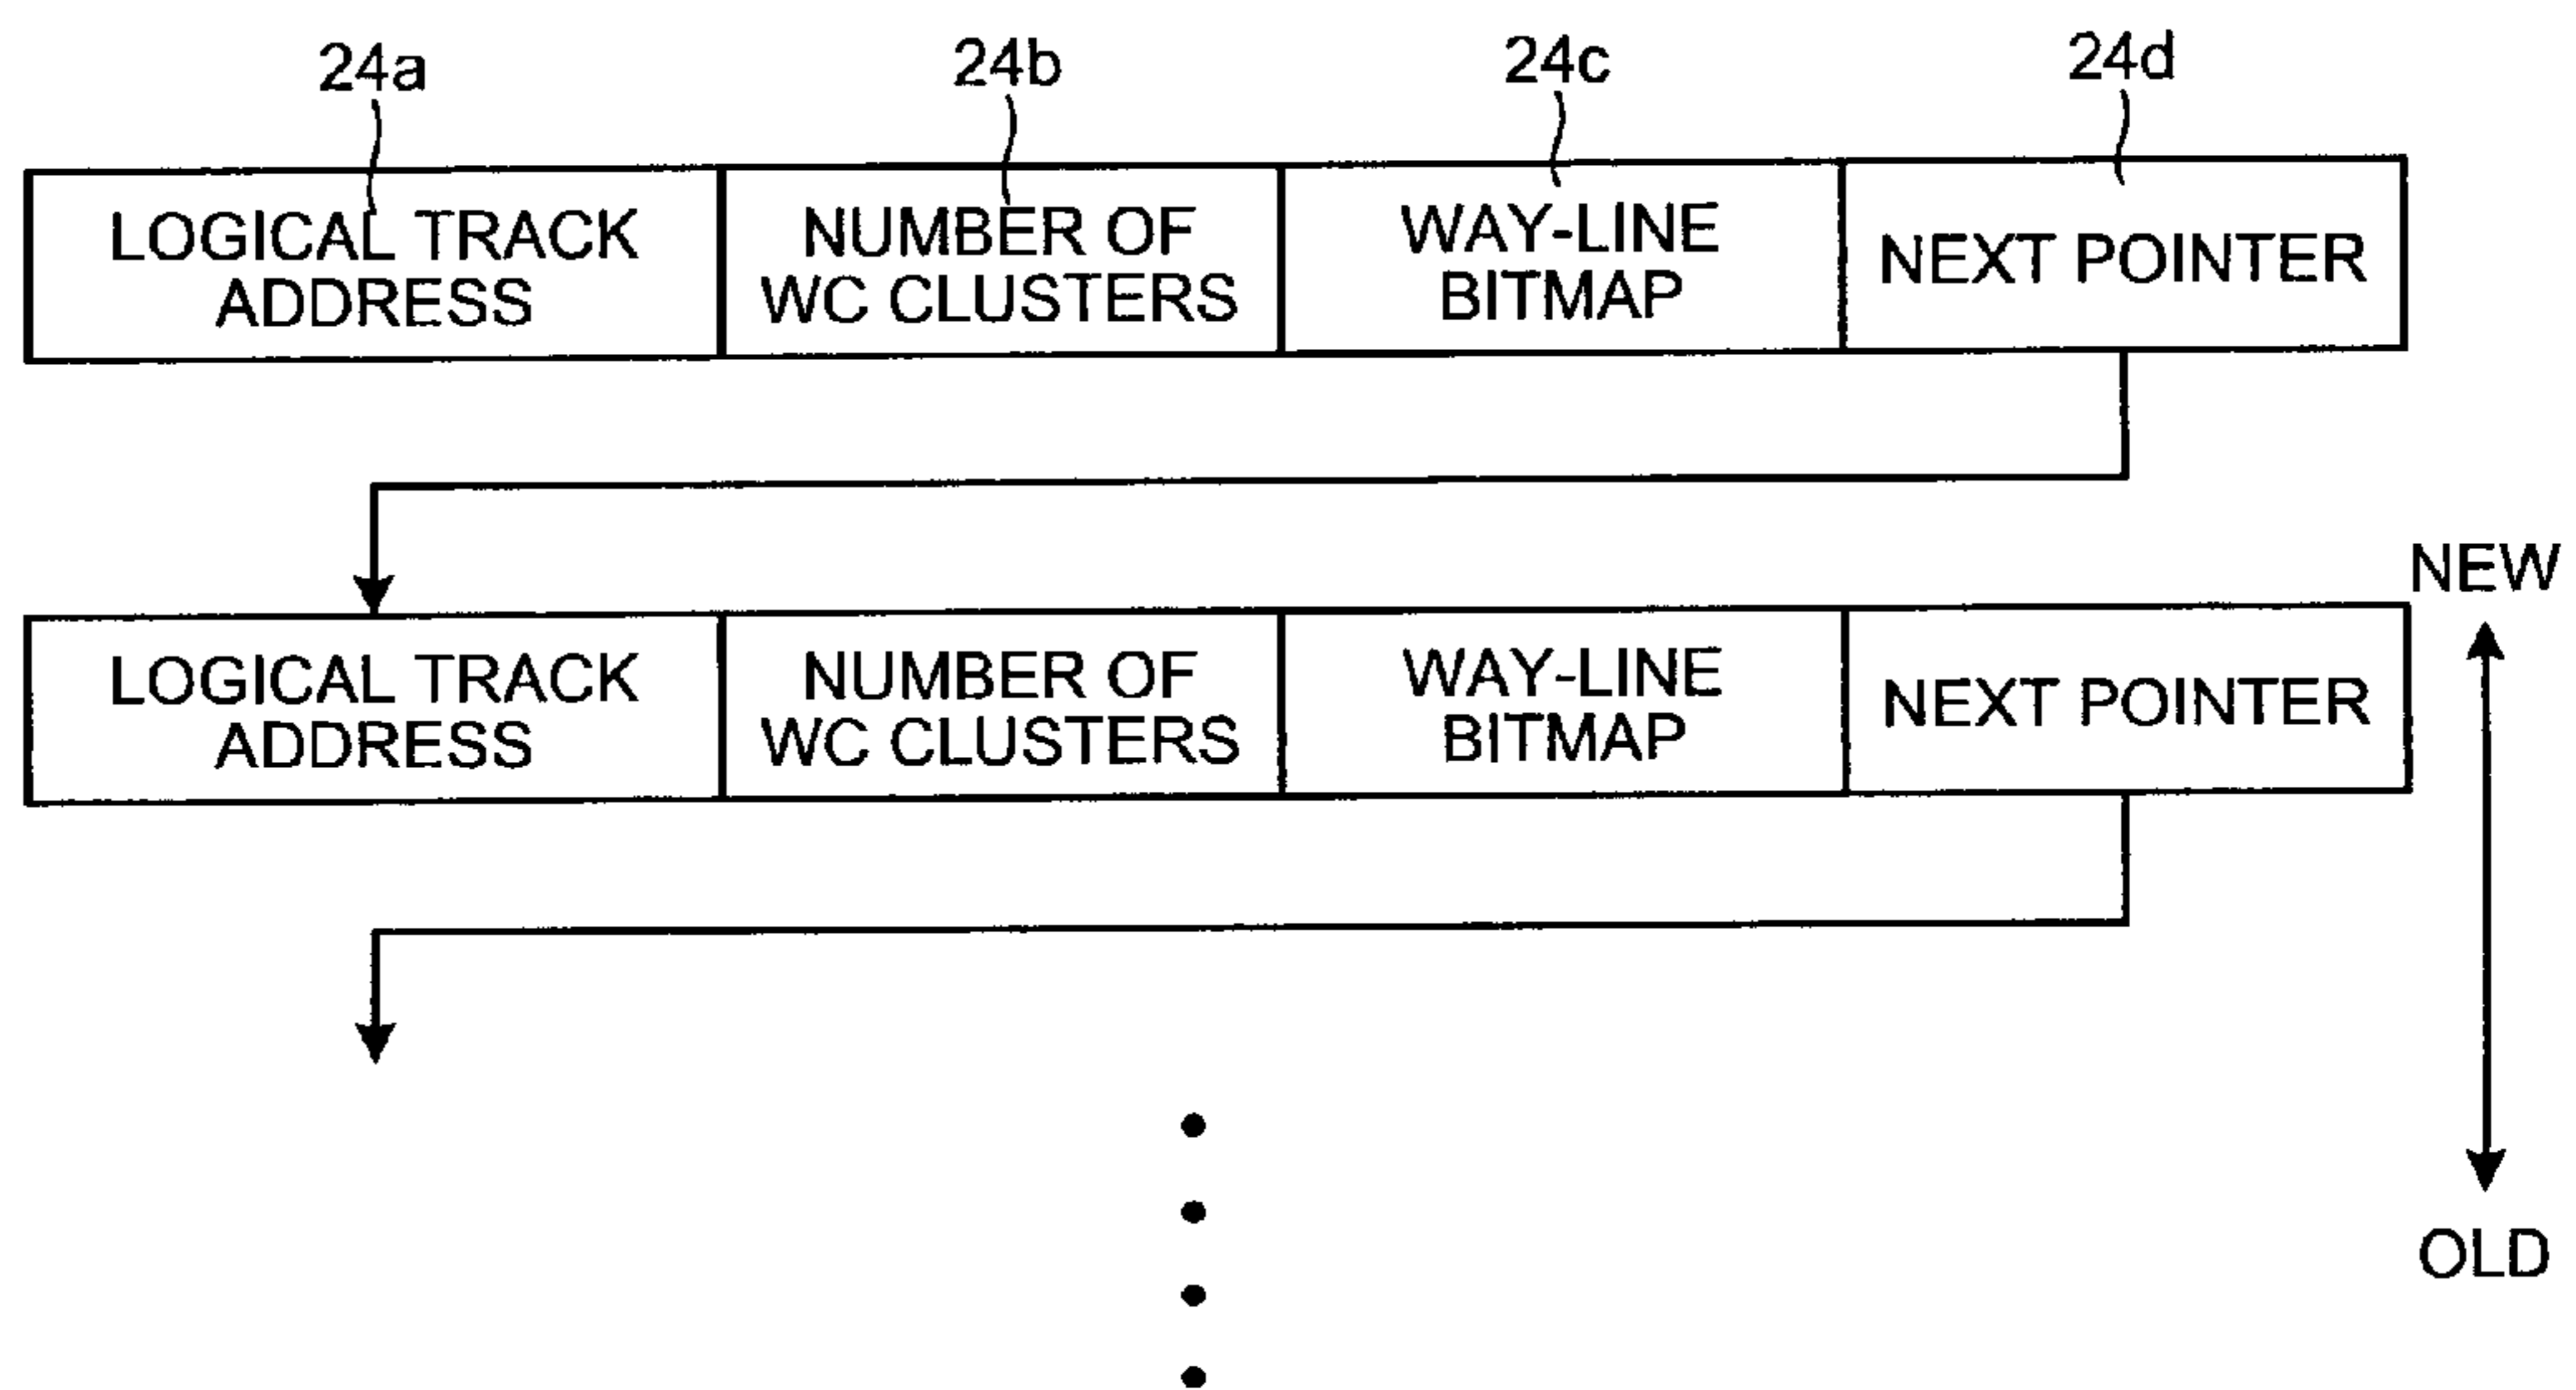 24a 24b 24c 24d
LOGICAL TRACK
ADDRESS
NUMBER OF
WC CLUSTERS
WAY-LINE
BITMAP
NEXT POINTER
NEW
LOGICAL TRACK
ADDRESS
NUMBER OF
WC CLUSTERS
WAY-LINE
BITMAP
NEXT POINTER
OLD